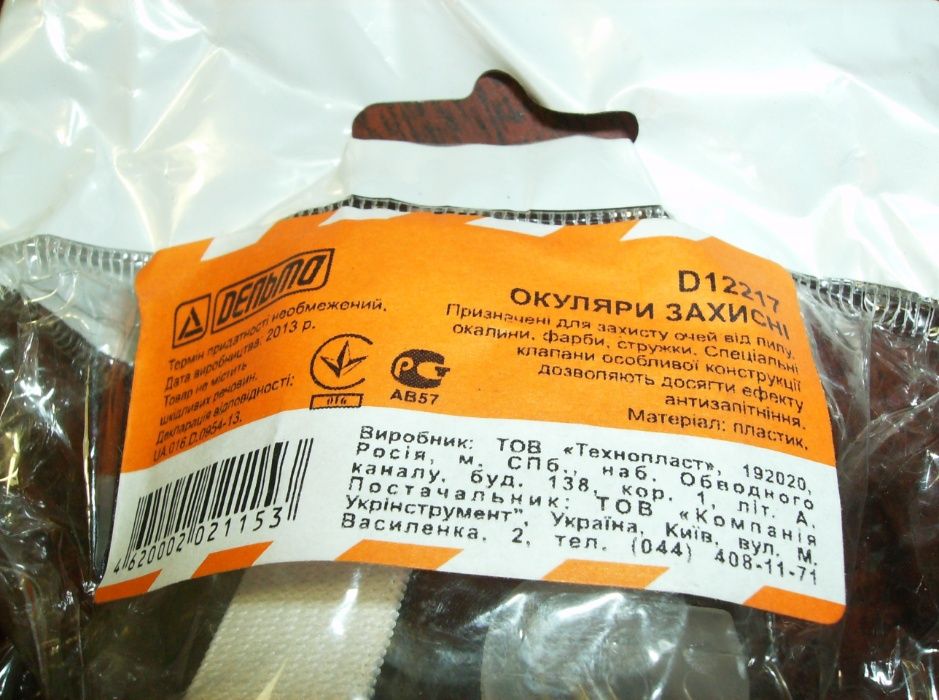 ДЕЛЬТА
Термін придатності необмежений.
Дата виробництва: 2013 р.
Товар не містить
шкідливих речовин.
Декларація відповідності:
UA.016.D.0954-13.
016
АВ57
D12217
ОКУЛЯРИ ЗАХИСНІ
Призначені для захисту очей від пилу,
окалини, фарби, стружки. Спеціальні
клапани особливої конструкції
дозволяють досягти ефекту
антизапітніння.
Матеріал: пластик.
Виробник: ТОВ «Технопласт», 192020,
Росія, м. СПб., наб. Обводного
каналу, буд. 138, кор. 1, літ. А.
Постачальник: ТОВ «Компанія
Укрінструмент", Україна, Київ, вул. М.
Василенка, 2, тел. (044) 408-11-71
4620002021153